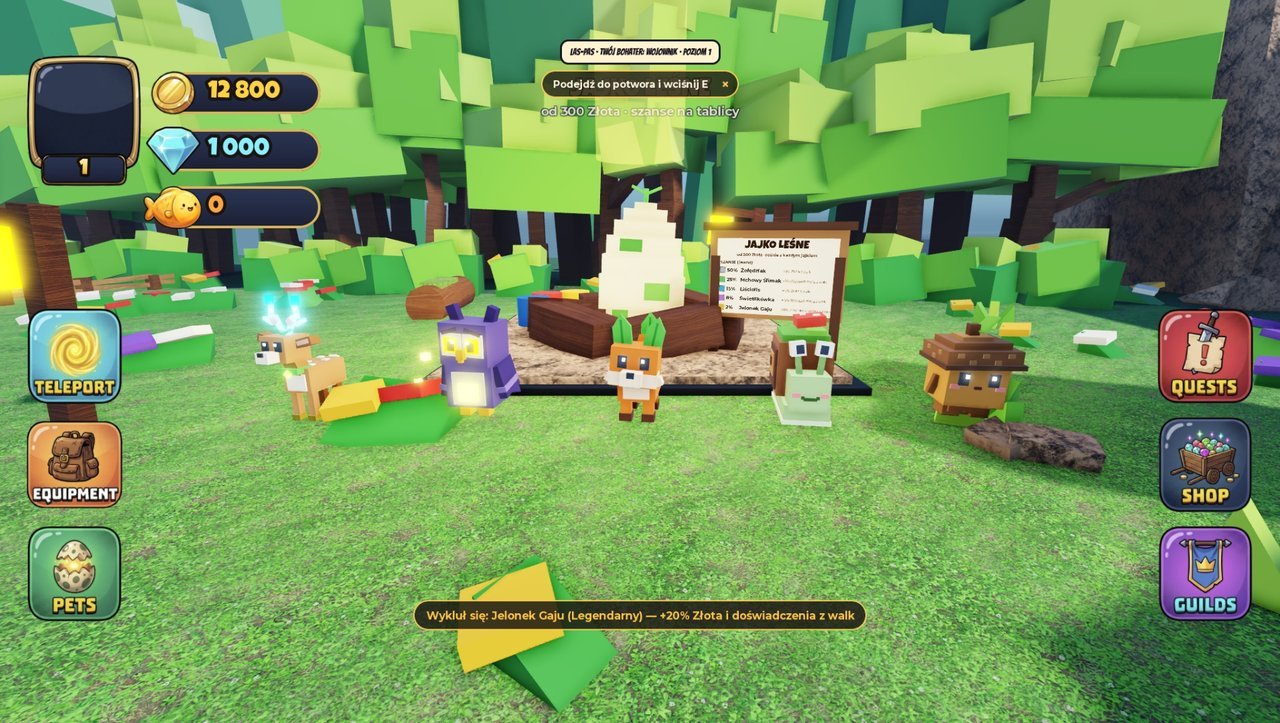 LAS-PAS • TWÓJ BOHATER: WOJOWNIK • POZIOM 1
Podejdź do potwora i wciśnij E ×
od 300 Złota · szanse na tablicy
12 800
1 000
0
1
JAJKO LEŚNE
50% Żołędziak
25% Mchowy Ślimak
15% Liściolis
8% Świetlikówka
2% Jelonek Gaju
TELEPORT
EQUIPMENT
PETS
QUESTS
SHOP
GUILDS
Wykluł się: Jelonek Gaju (Legendarny) — +20% Złota i doświadczenia z walk